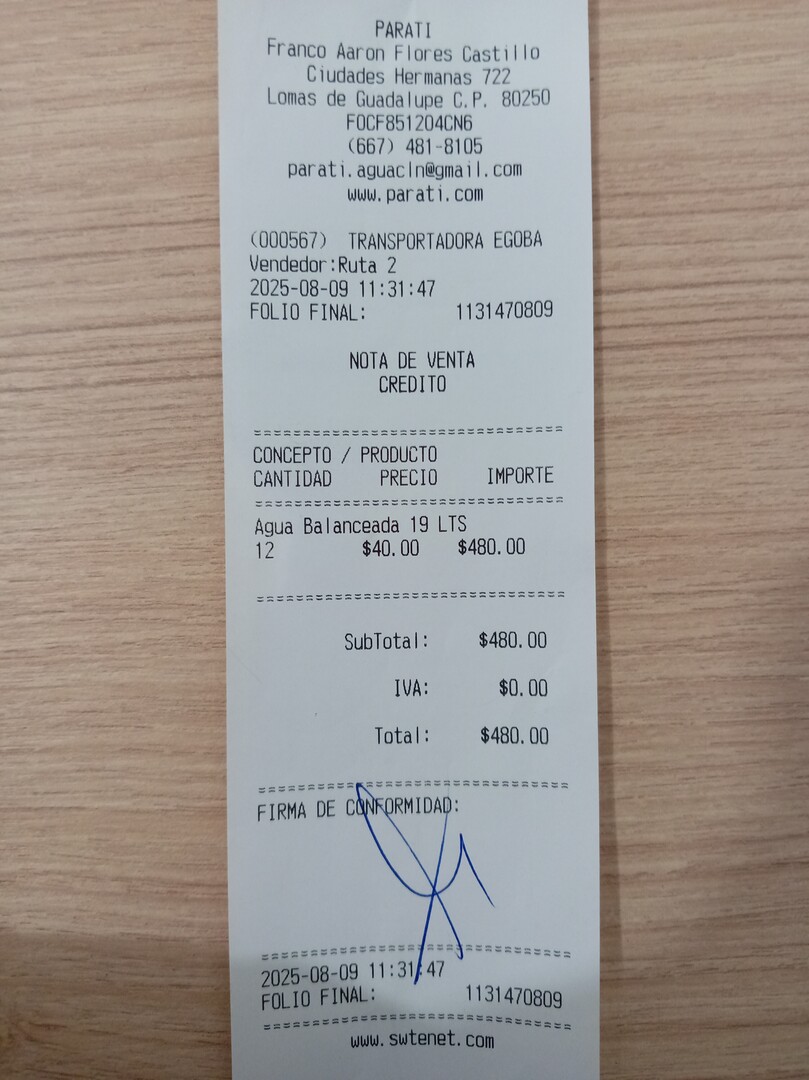 PARATI
Franco Aaron Flores Castillo
Ciudades Hermanas 722
Lomas de Guadalupe C.P. 80250
FOCF851204CN6
(667) 481-8105
parati.aguacln@gmail.com
www.parati.com
(000567) TRANSPORTADORA EGOBA
Vendedor:Ruta 2
2025-08-09 11:31:47
FOLIO FINAL: 1131470809
NOTA DE VENTA
CREDITO
CONCEPTO / PRODUCTO
CANTIDAD PRECIO IMPORTE
Agua Balanceada 19 LTS
12 $40.00 $480.00
SubTotal: $480.00
IVA: $0.00
Total: $480.00
FIRMA DE CONFORMIDAD:
2025-08-09 11:31:47
FOLIO FINAL: 1131470809
www.swtenet.com